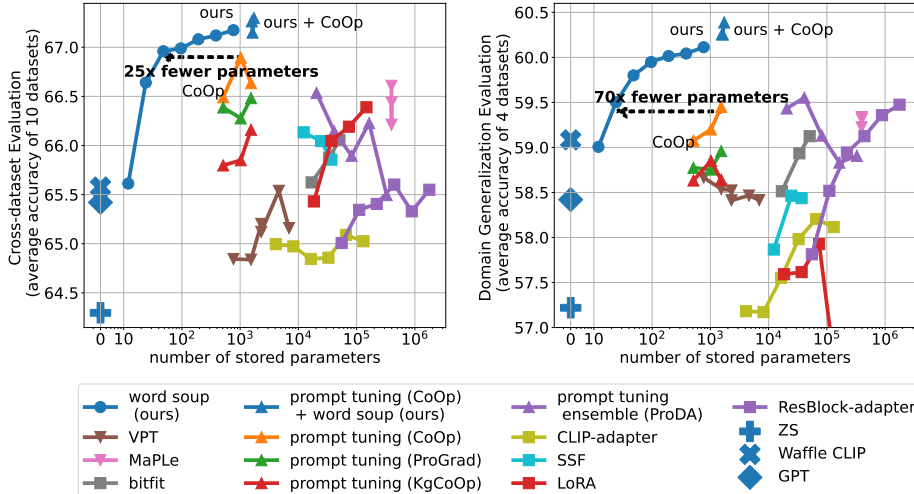 ours
ours + CoOp
25x fewer parameters
CoOp
67.0
66.5
66.0
65.5
65.0
64.5
0
10
10²
10³
10⁴
10⁵
10⁶
number of stored parameters
Cross-dataset Evaluation
(average accuracy of 10 datasets)
ours
ours + CoOp
70x fewer parameters
CoOp
60.5
60.0
59.5
59.0
58.5
58.0
57.5
57.0
0
10
10²
10³
10⁴
10⁵
10⁶
number of stored parameters
Domain Generalization Evaluation
(average accuracy of 4 datasets)
word soup
(ours)
VPT
MaPLe
bitfit
prompt tuning (CoOp)
+ word soup (ours)
prompt tuning (CoOp)
prompt tuning (ProGrad)
prompt tuning (KgCoOp)
prompt tuning
ensemble (ProDA)
CLIP-adapter
SSF
LoRA
ResBlock-adapter
ZS
Waffle CLIP
GPT